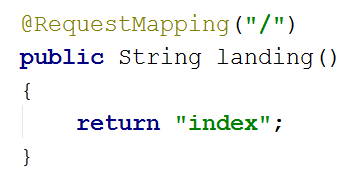 @RequestMapping("/")
public String landing()
{
    return "index";
}